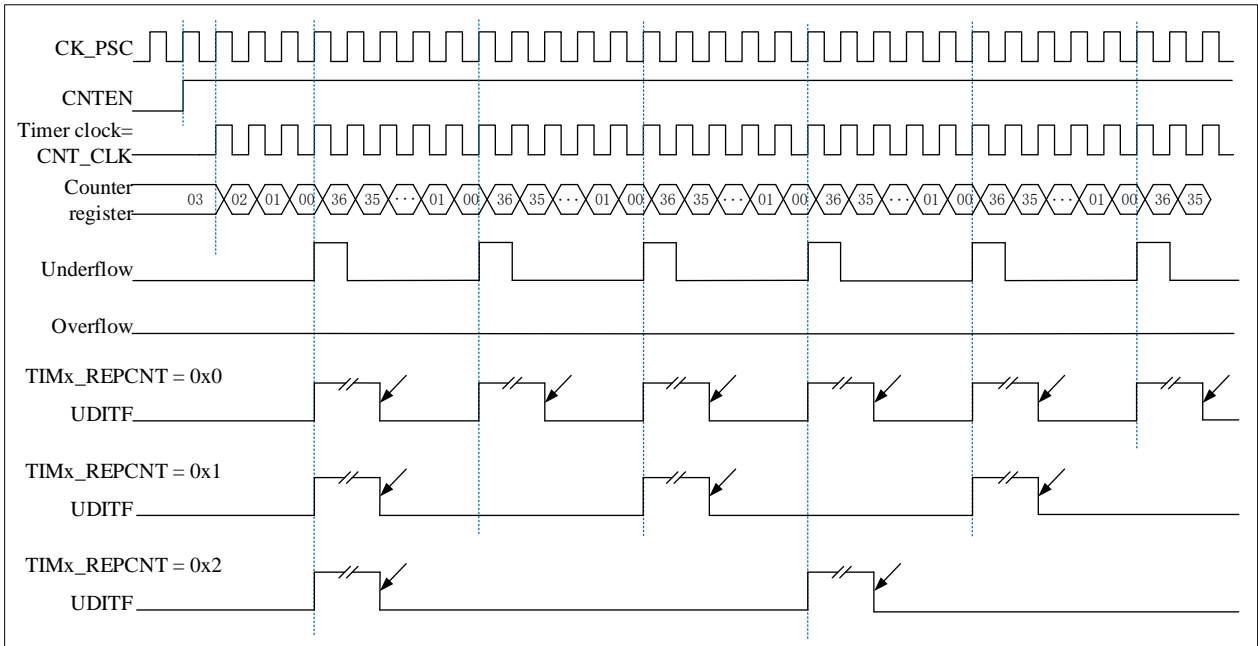 CK_PSC
CNTEN
Timer clock=
CNT_CLK
Counter
register
03 02 01 00 36 35 ··· 01 00 36 35 ··· 01 00 36 35 ··· 01 00 36 35 ··· 01 00 36 35 ··· 01 00 36 35
Underflow
Overflow
TIMx_REPCNT = 0x0
UDITF
TIMx_REPCNT = 0x1
UDITF
TIMx_REPCNT = 0x2
UDITF